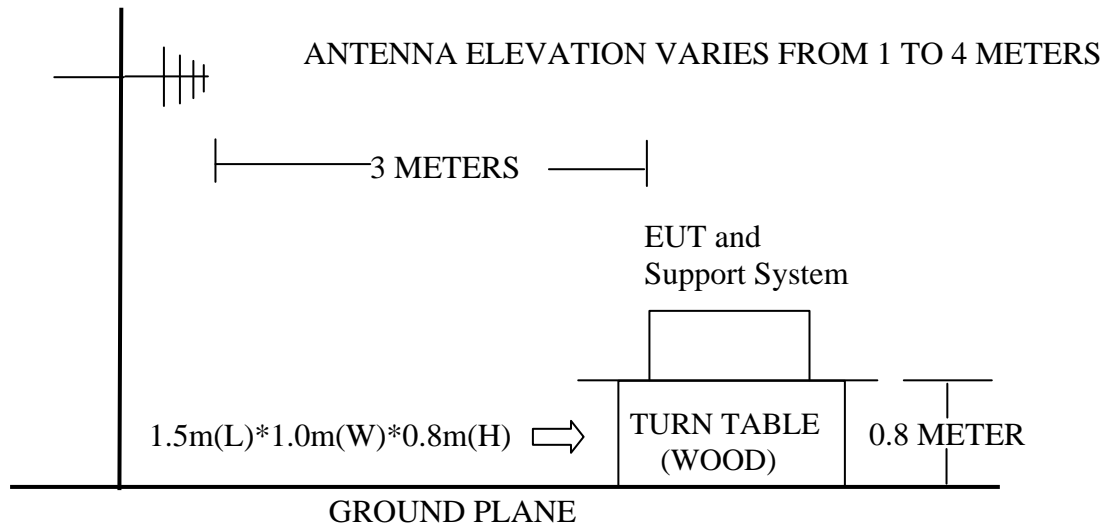 ANTENNA ELEVATION VARIES FROM 1 TO 4 METERS
3 METERS
EUT and
Support System
1.5m(L)*1.0m(W)*0.8m(H)
TURN TABLE
(WOOD)
0.8 METER
GROUND PLANE